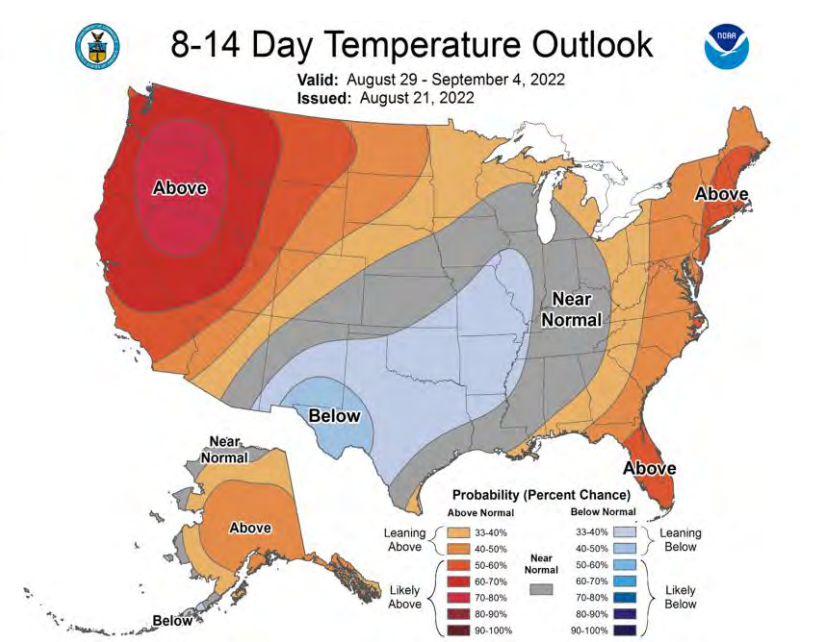 8-14 Day Temperature Outlook
NOAA
Valid: August 29 - September 4, 2022
Issued: August 21, 2022
Above
Above
Near
Normal
Below
Above
Near
Normal
Above
Below
Probability (Percent Chance)
Above Normal
Below Normal
Leaning
Above
33-40%
40-50%
Likely
Above
50-60%
60-70%
70-80%
80-90%
90-100%
Near
Normal
33-40%
40-50%
Leaning
Below
50-60%
60-70%
70-80%
80-90%
90-100%
Likely
Below